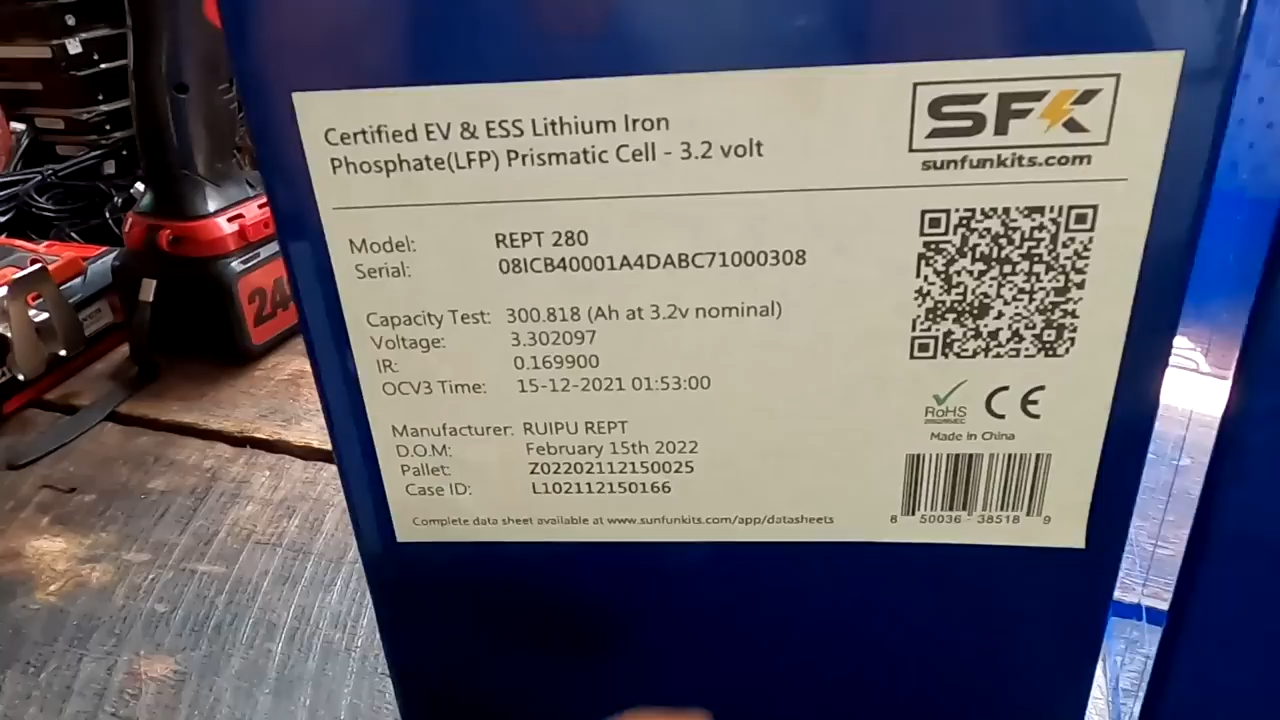 Certified EV & ESS Lithium Iron
Phosphate(LFP) Prismatic Cell - 3.2 volt
SFK
sunfunkits.com
Model: REPT 280
Serial: 08ICB40001A4DABC71000308
Capacity Test: 300.818 (Ah at 3.2v nominal)
Voltage: 3.302097
IR: 0.169900
OCV3 Time: 15-12-2021 01:53:00
Manufacturer: RUIPU REPT
D.O.M: February 15th 2022
Pallet: Z02202112150025
Case ID: L102112150166
Complete data sheet available at www.sunfunkits.com/app/datasheets
RoHS
CE
Made in China
8 50036 38518 9
24